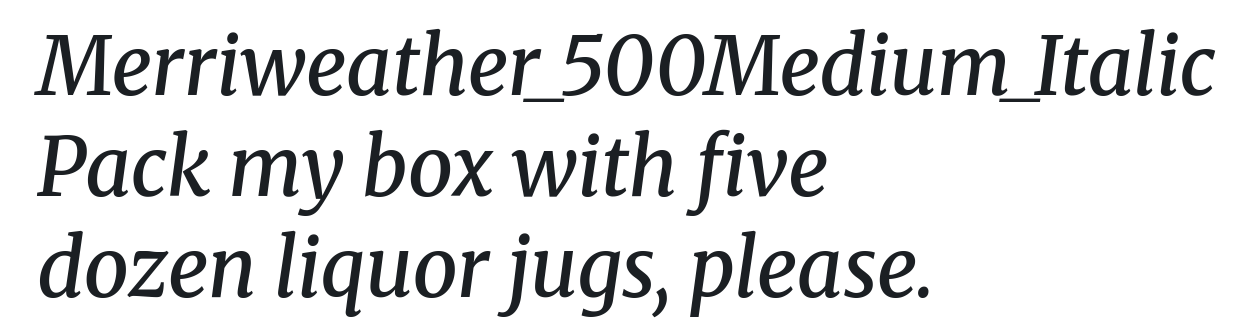 Merriweather_500Medium_Italic
Pack my box with five
dozen liquor jugs, please.